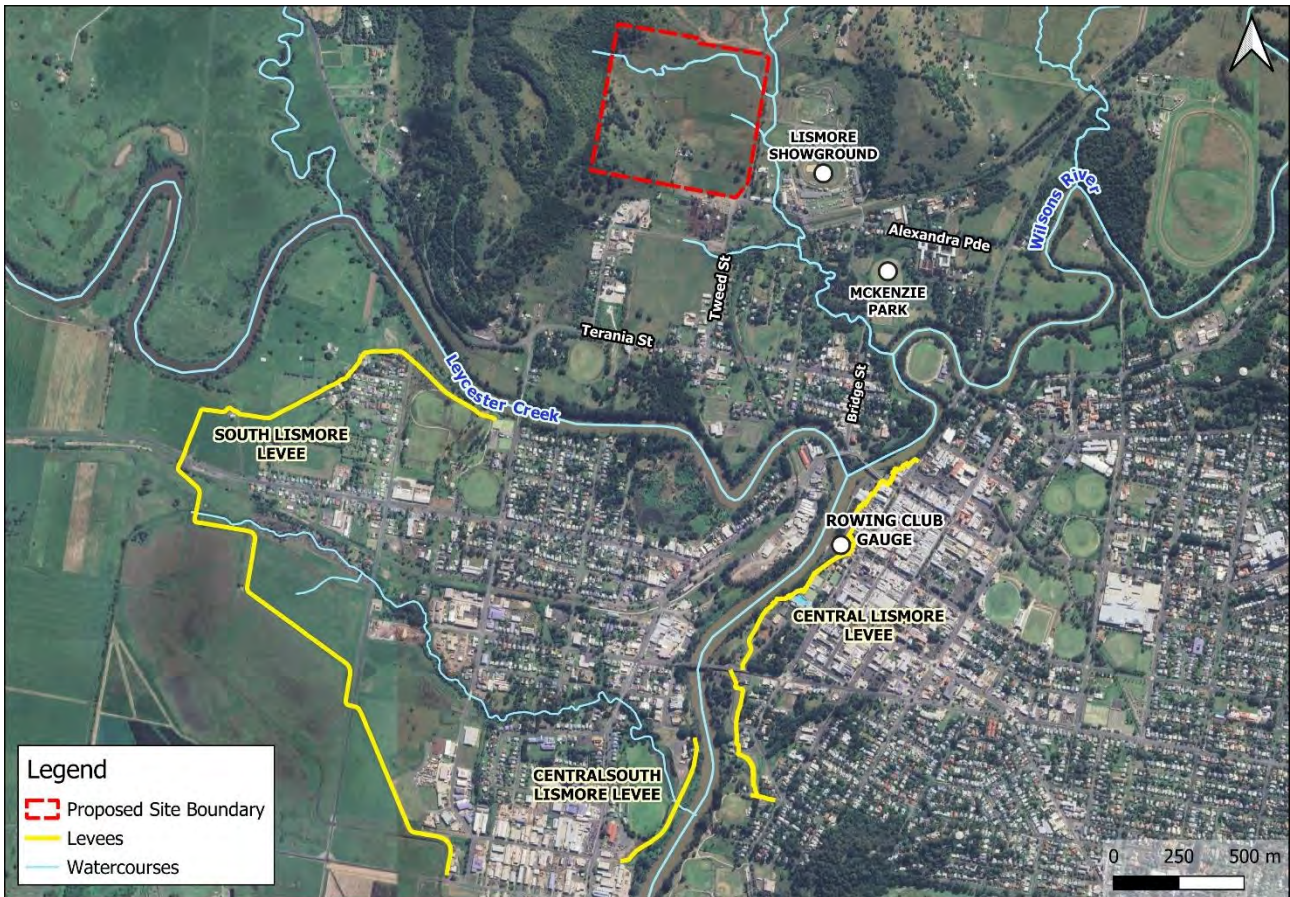 LISMORE
SHOWGROUND
Wilsons River
Alexandra Pde
MCKENZIE
PARK
Tweed St
Terania St
Bridge St
Leycester Creek
SOUTH LISMORE
LEVEE
ROWING CLUB
GAUGE
CENTRAL LISMORE
LEVEE
CENTRALSOUTH
LISMORE LEVEE
Legend
Proposed Site Boundary
Levees
Watercourses
0 250 500 m